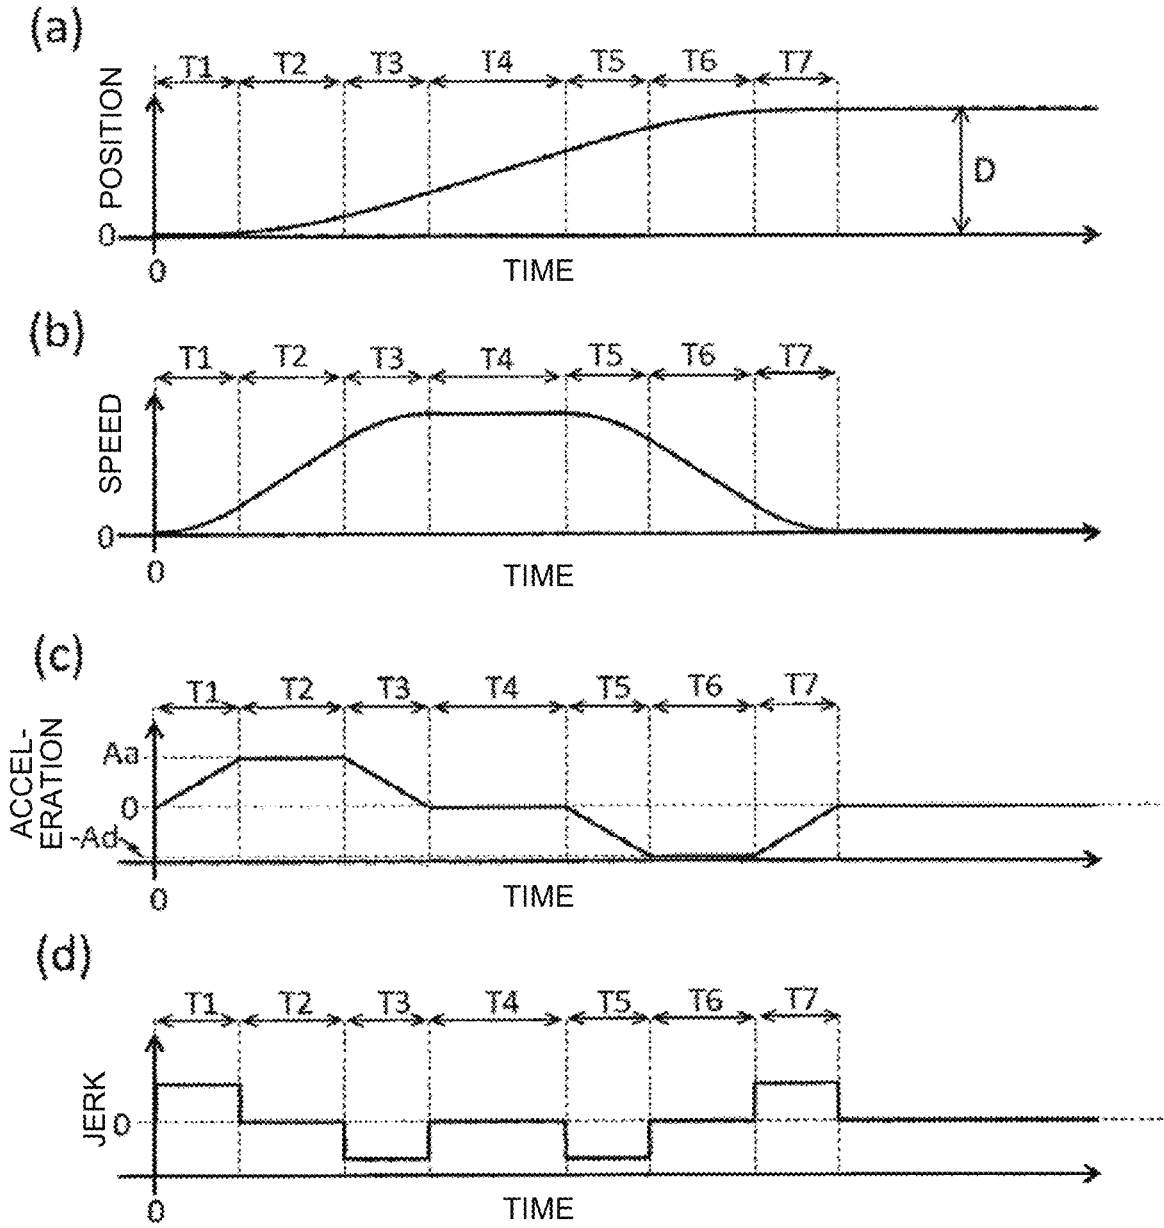 (a)
T1 T2 T3 T4 T5 T6 T7
POSITION
D
0
0
TIME
(b)
T1 T2 T3 T4 T5 T6 T7
SPEED
0
0
TIME
(c)
T1 T2 T3 T4 T5 T6 T7
ACCEL-
ERATION
Aa
0
-Ad
0
TIME
(d)
T1 T2 T3 T4 T5 T6 T7
JERK
0
0
TIME